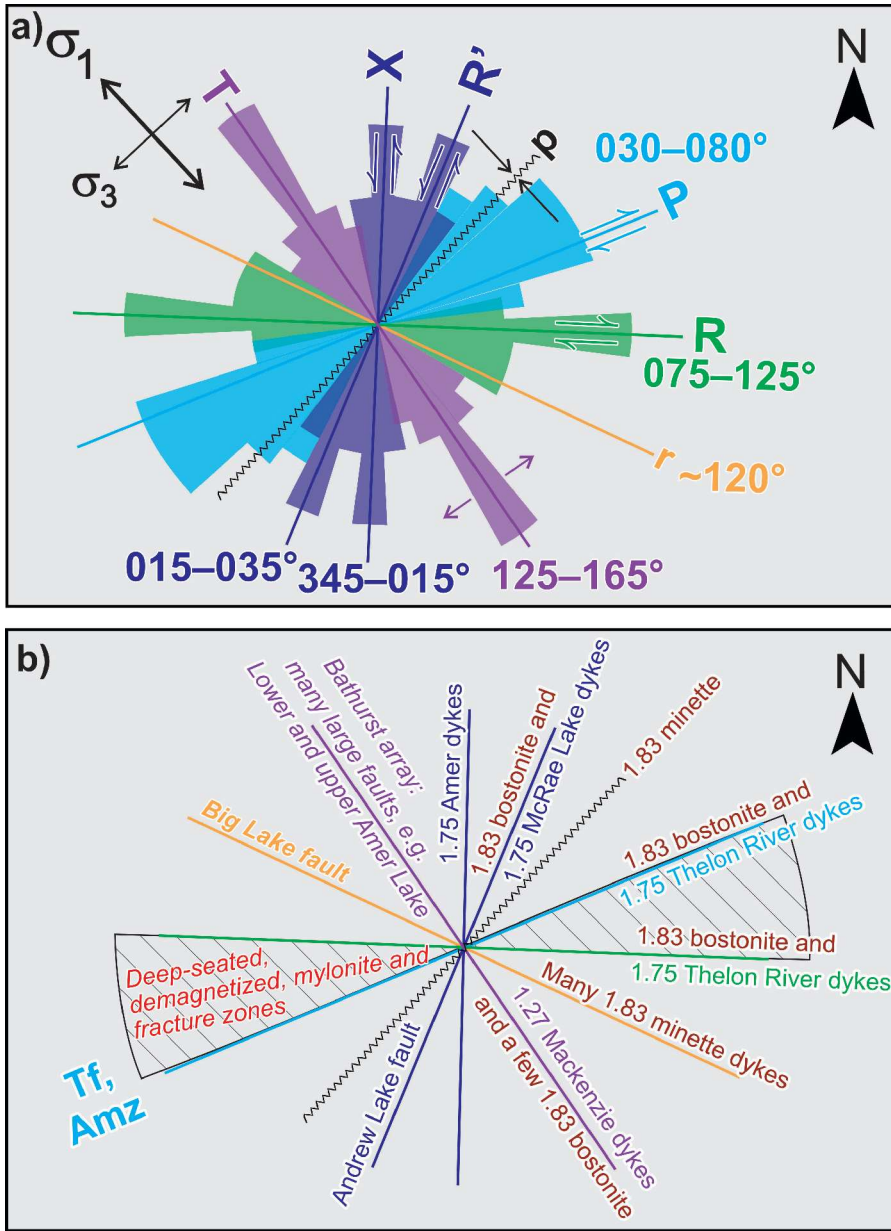 a)
σ1
σ3
T
X
R'
p
N
030–080°
P
R
075–125°
r ~120°
015–035°
345–015°
125–165°
b)
N
Bathurst array:
many large faults, e.g.
Lower and upper Amer Lake
1.75 Amer dykes
1.83 bostonite and
1.75 McRae Lake dykes
1.83 minette
Big Lake fault
1.83 bostonite and
1.75 Thelon River dykes
1.83 bostonite and
1.75 Thelon River dykes
Deep-seated,
demagnetized, mylonite and
fracture zones
Many 1.83 minette dykes
1.27 Mackenzie dykes
and a few 1.83 bostonite
Tf,
Amz
Andrew Lake fault